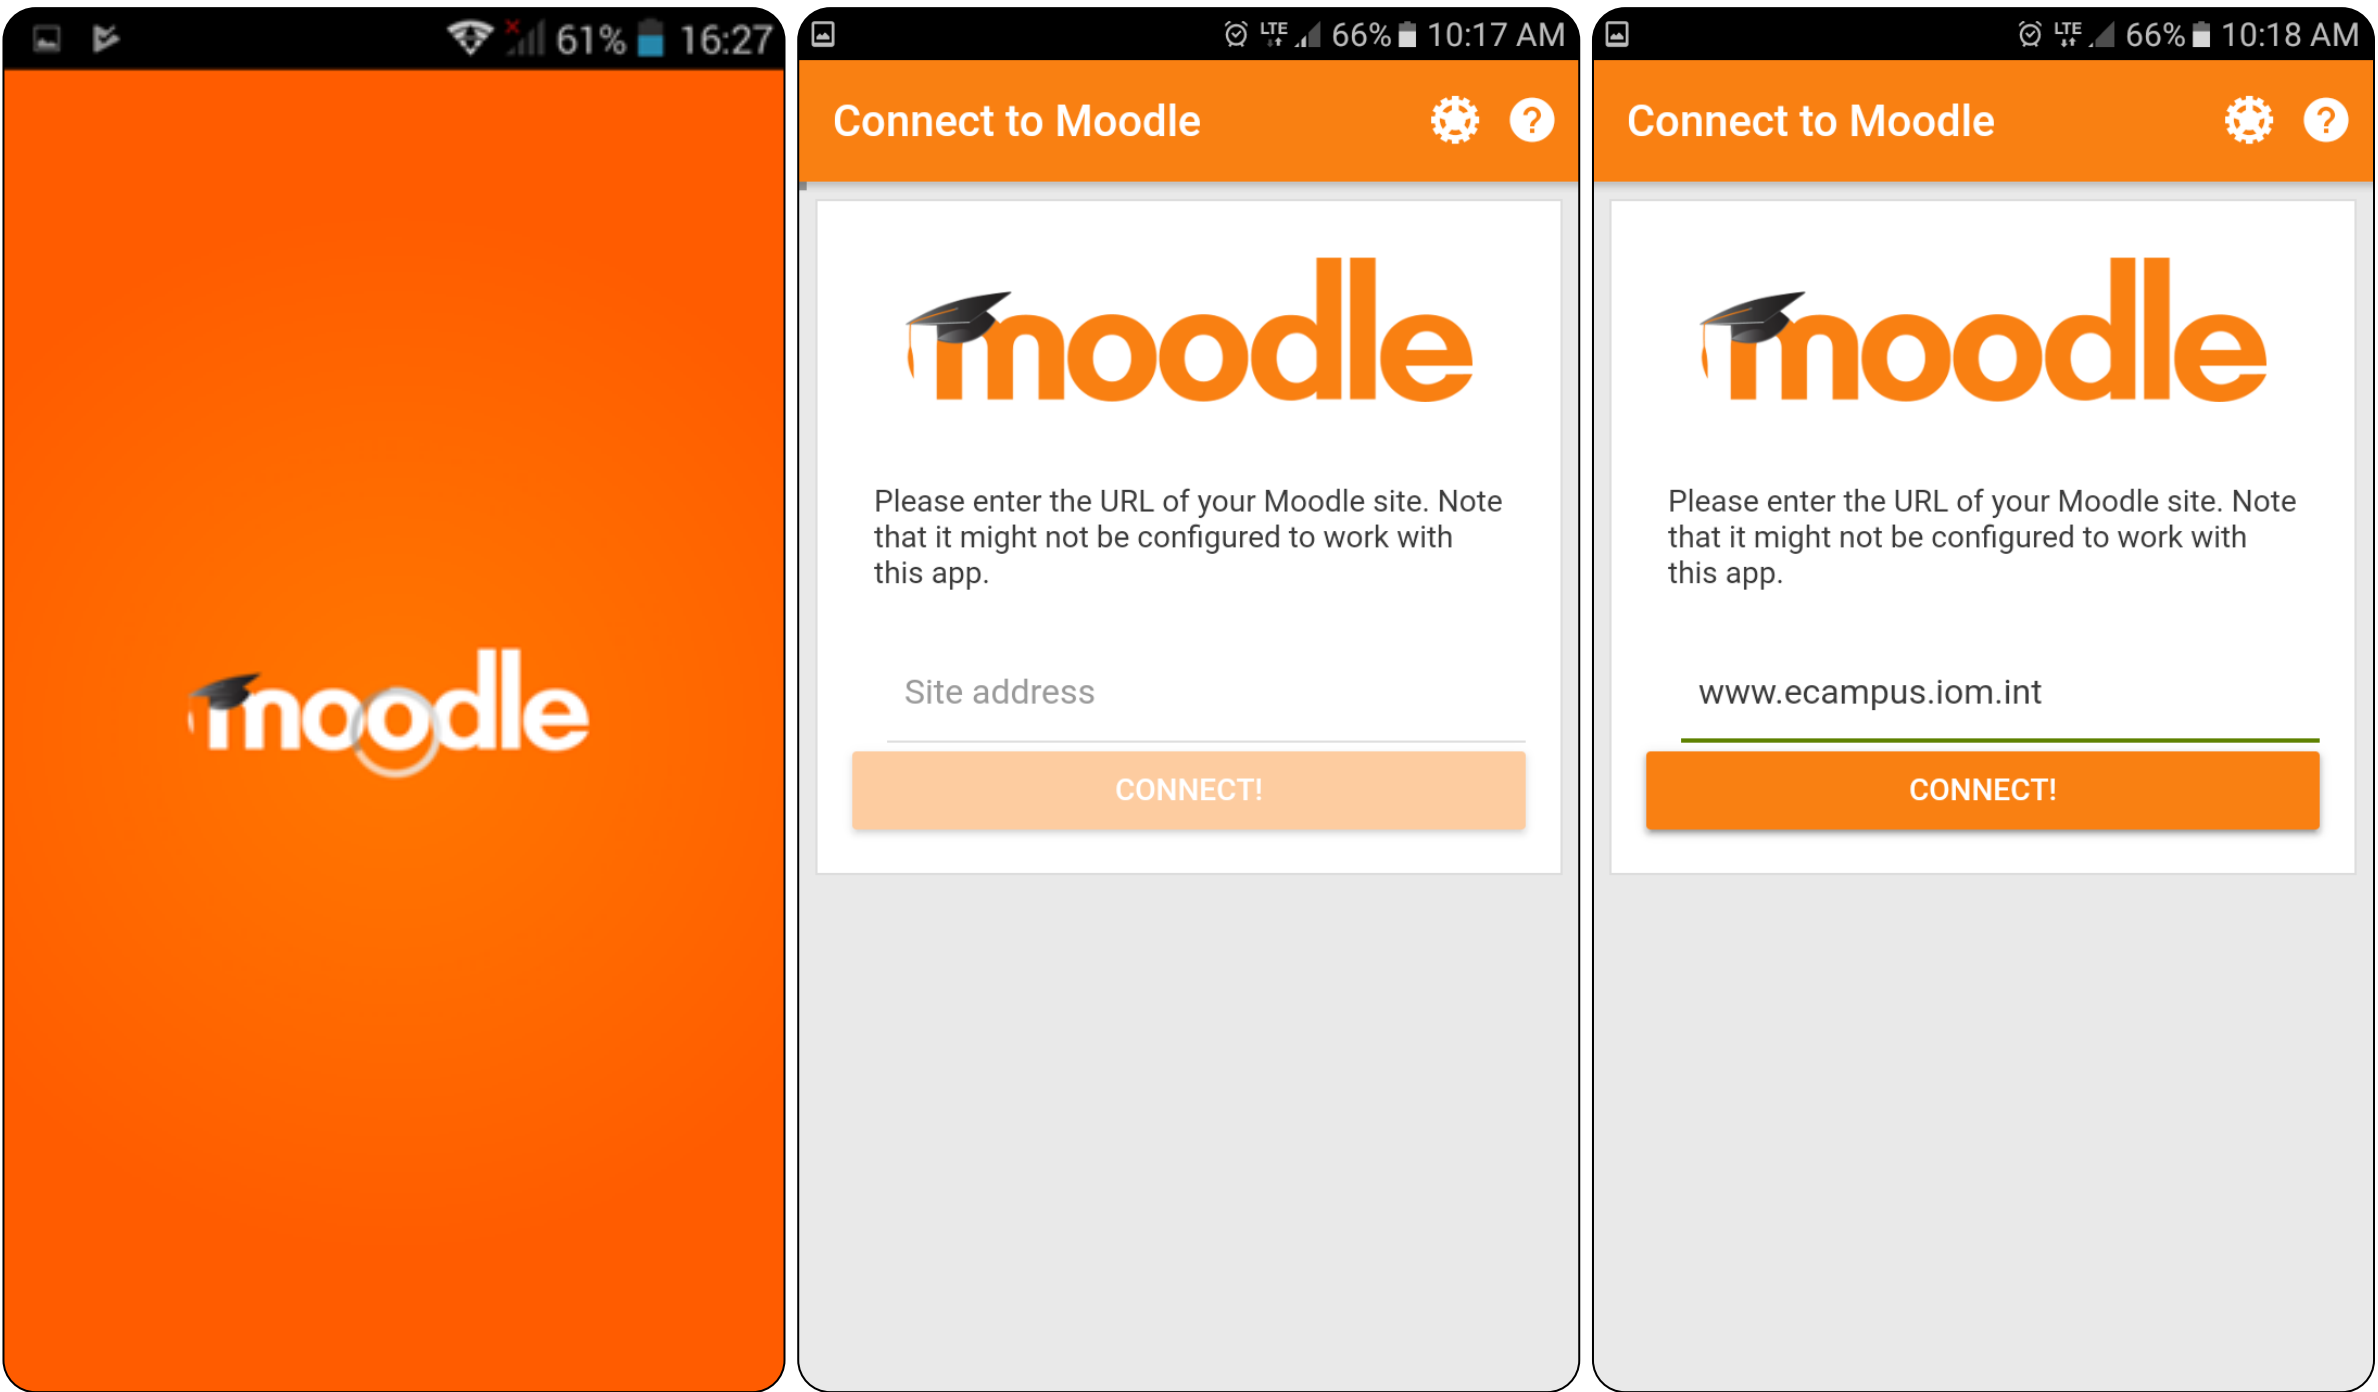 61% 16:27
moodle
LTE 66% 10:17 AM
Connect to Moodle ?
moodle
Please enter the URL of your Moodle site. Note
that it might not be configured to work with
this app.
Site address
CONNECT!
LTE 66% 10:18 AM
Connect to Moodle ?
moodle
Please enter the URL of your Moodle site. Note
that it might not be configured to work with
this app.
www.ecampus.iom.int
CONNECT!